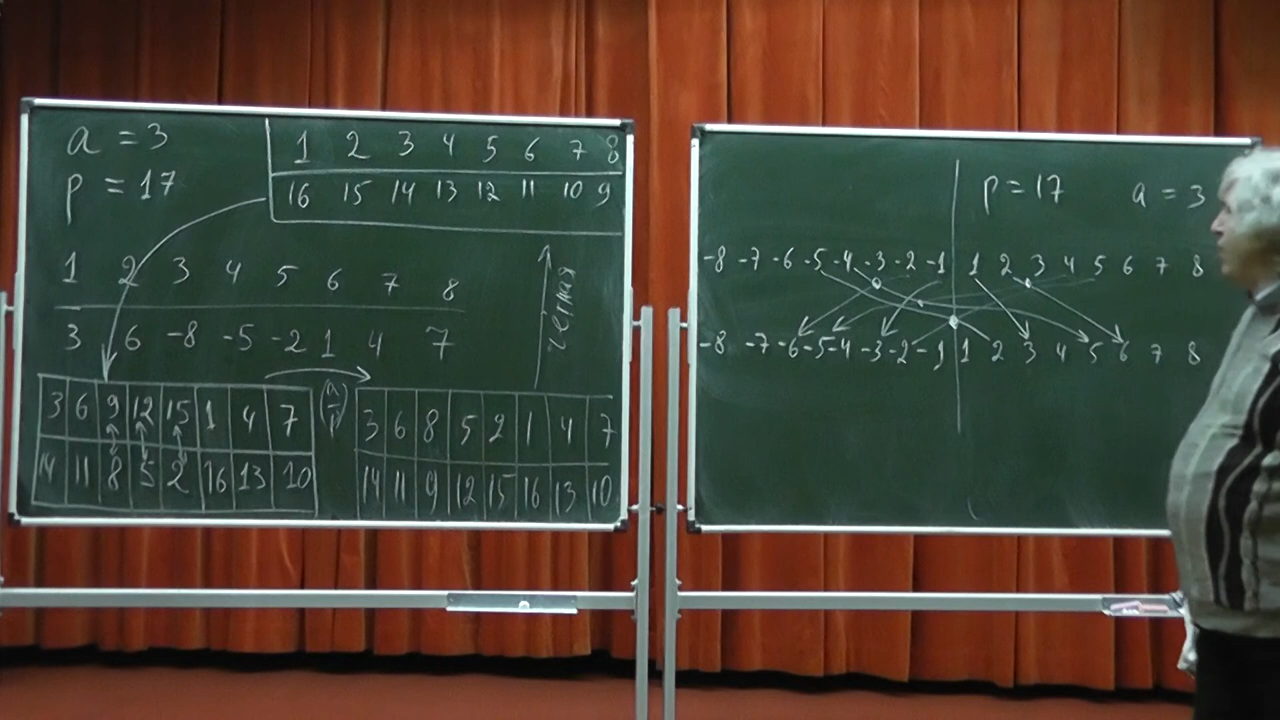 a = 3
p = 17
1 2 3 4 5 6 7 8
16 15 14 13 12 11 10 9
1 2 3 4 5 6 7 8
3 6 -8 -5 -2 1 4 7
чётная
3 6 9 12 15 1 4 7
14 11 8 5 2 16 13 10
(a/p)
3 6 8 5 2 1 4 7
14 11 9 12 15 16 13 10
p = 17 a = 3
-8 -7 -6 -5 -4 -3 -2 -1 1 2 3 4 5 6 7 8
-8 -7 -6 -5 -4 -3 -2 -1 1 2 3 4 5 6 7 8